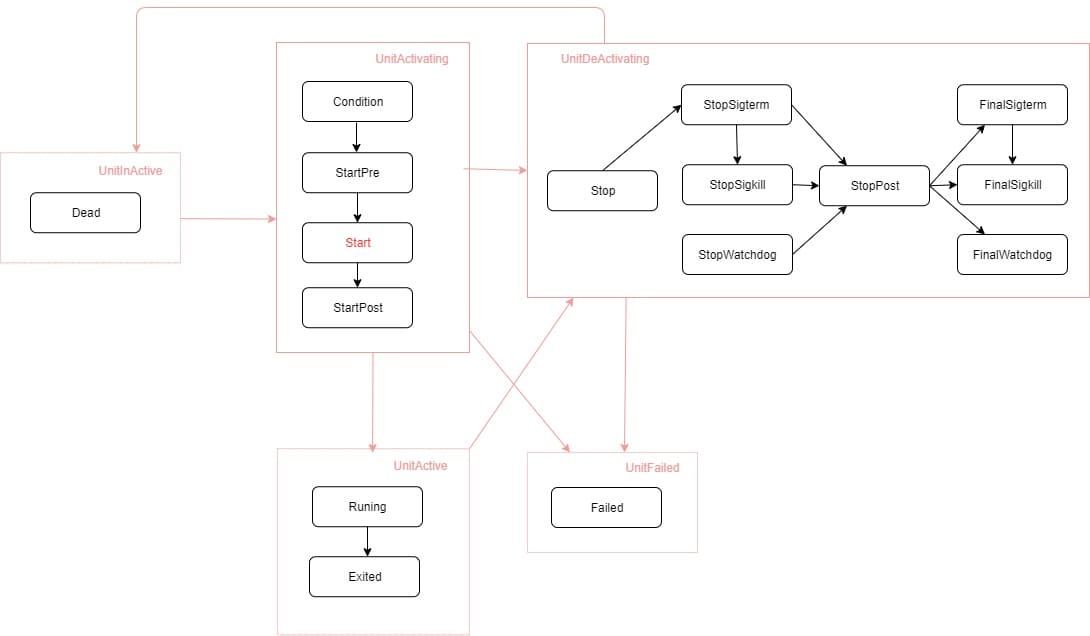 UnitActivating
Condition
StartPre
Start
StartPost
UnitDeActivating
StopSigterm
FinalSigterm
Stop
StopSigkill
StopPost
FinalSigkill
StopWatchdog
FinalWatchdog
UnitInActive
Dead
UnitActive
Runing
Exited
UnitFailed
Failed